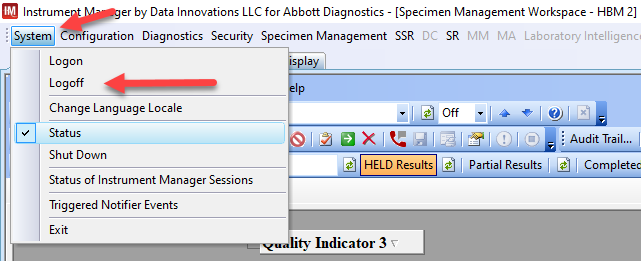 Instrument Manager by Data Innovations LLC for Abbott Diagnostics - [Specimen Management Workspace - HBM 2]
System Configuration Diagnostics Security Specimen Management SSR DC SR MM MA Laboratory Intelligence
Logon
Logoff
Change Language Locale
Status
Shut Down
Status of Instrument Manager Sessions
Triggered Notifier Events
Exit
Off
Audit Trail...
HELD Results Partial Results Completed
Quality Indicator 3